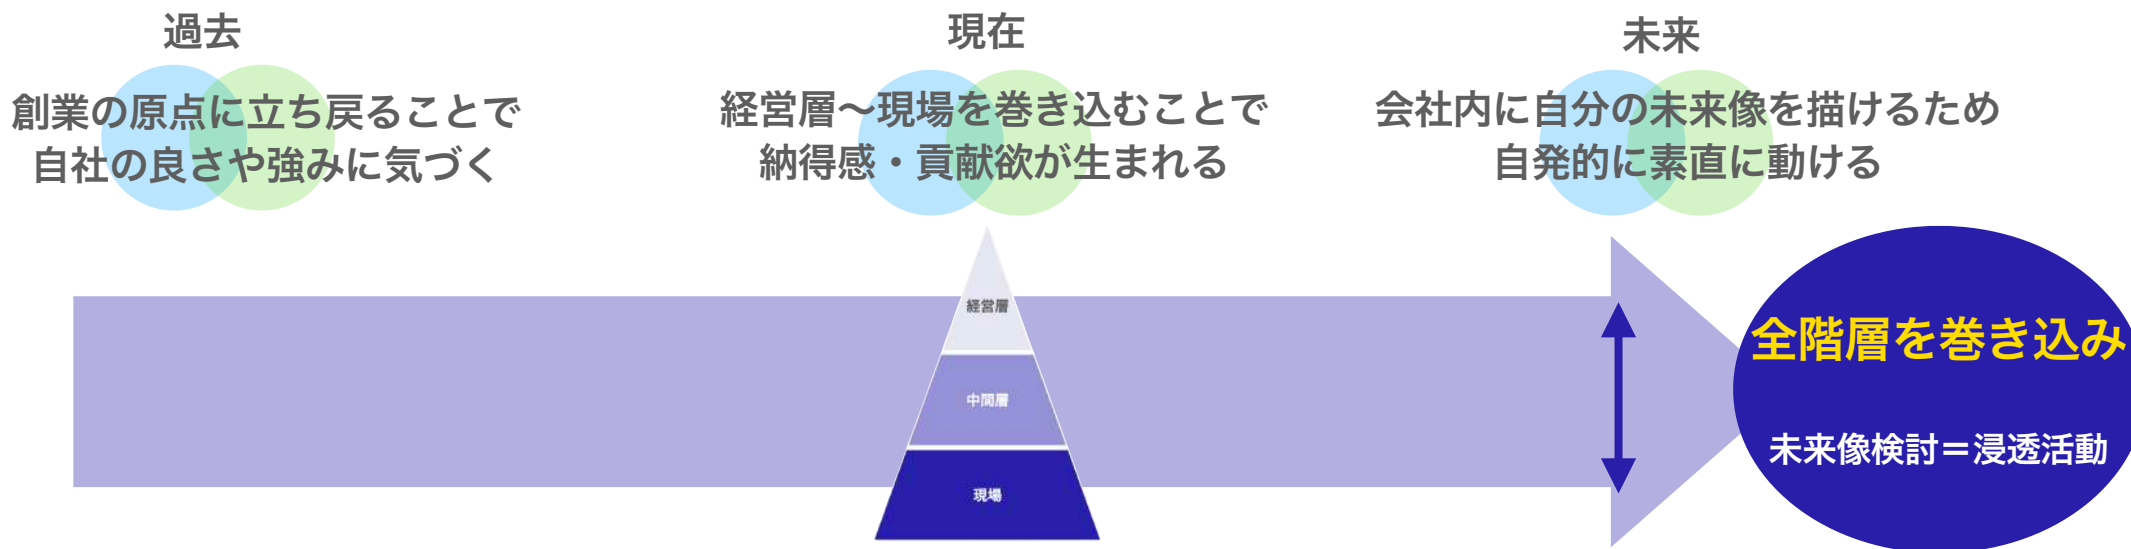 過去
創業の原点に立ち戻ることで
自社の良さや強みに気づく
現在
経営層～現場を巻き込むことで
納得感・貢献欲が生まれる
未来
会社内に自分の未来像を描けるため
自発的に素直に動ける
経営層
中間層
現場
全階層を巻き込み
未来像検討＝浸透活動